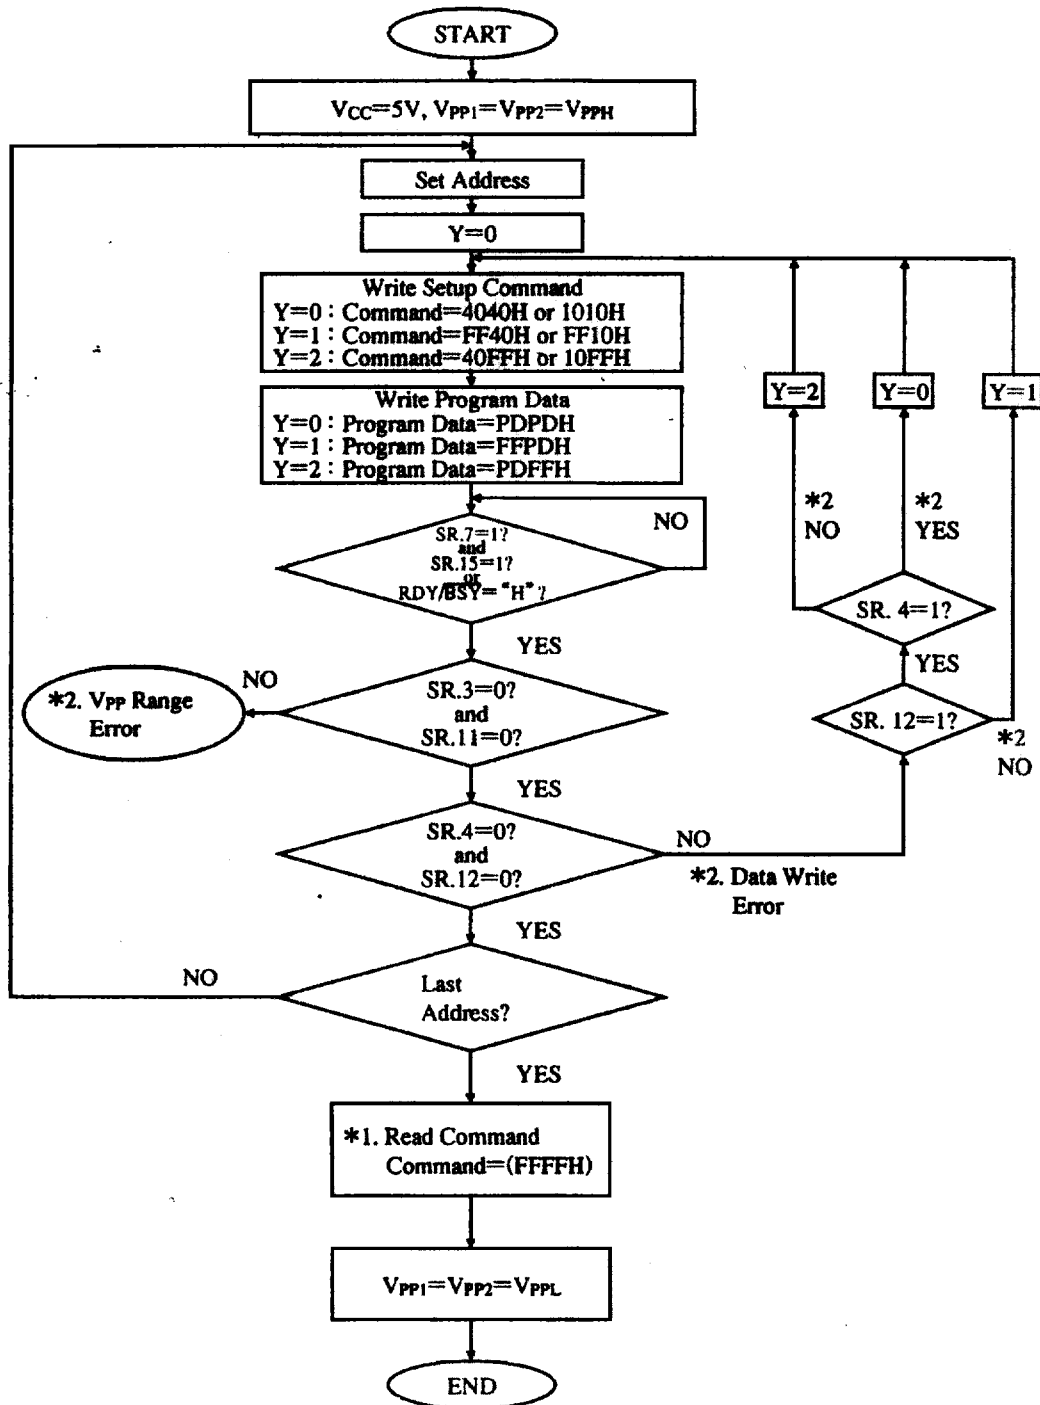 START
VCC=5V, VPP1=VPP2=VPPH
Set Address
Y=0
Write Setup Command
Y=0 : Command=4040H or 1010H
Y=1 : Command=FF40H or FF10H
Y=2 : Command=40FFH or 10FFH
Write Program Data
Y=0 : Program Data=PDPDH
Y=1 : Program Data=FFPDH
Y=2 : Program Data=PDFFH
Y=2
Y=0
Y=1
SR.7=1?
and
SR.15=1?
or
RDY/BSY= "H" ?
NO
YES
*2
NO
*2
YES
SR. 4=1?
YES
SR. 12=1?
*2
NO
SR.3=0?
and
SR.11=0?
NO
*2. VPP Range
Error
YES
SR.4=0?
and
SR.12=0?
NO
*2. Data Write
Error
YES
Last
Address?
NO
YES
*1. Read Command
Command=(FFFFH)
VPP1=VPP2=VPPL
END